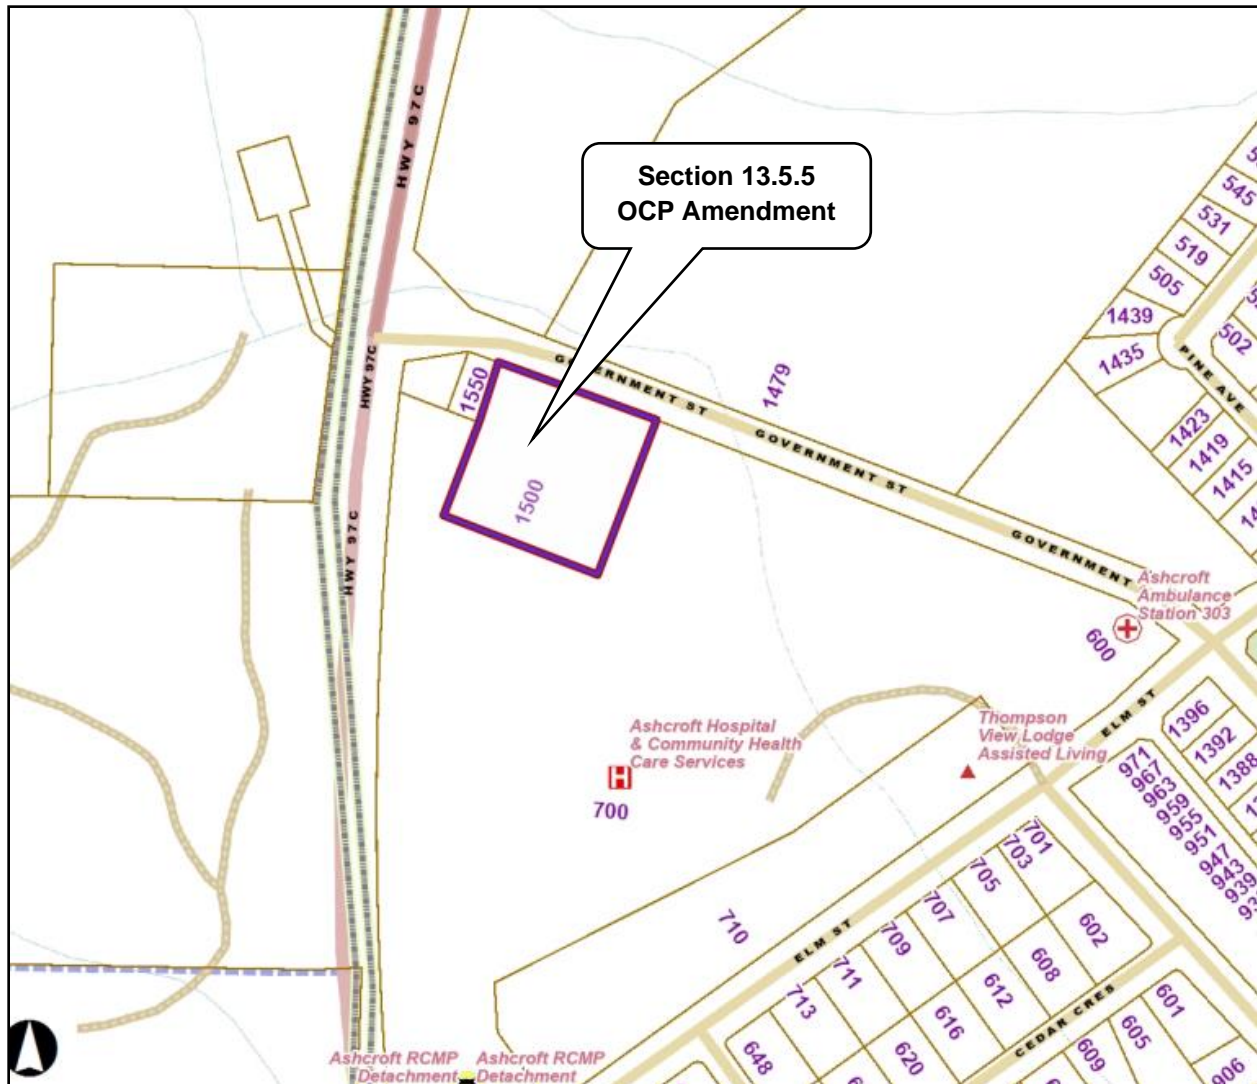 HWY 97C
Section 13.5.5
OCP Amendment
545
531
519
505
1439
1435
502
PINE AVE
1423
1419
1415
HWY 97C
1550
GOVERNMENT ST
1479
GOVERNMENT ST
1500
HWY 97C
GOVERNMENT
Ashcroft
Ambulance
Station 303
600
ELM ST
Ashcroft Hospital
& Community Health
Care Services
H
700
Thompson
View Lodge
Assisted Living
1396
1392
1388
971
967
963
959
955
951
947
943
939
701
703
705
707
709
711
713
710
ELM ST
602
608
612
616
620
648
CEDAR CRES
601
605
609
906
Ashcroft RCMP
Detachment
Ashcroft RCMP
Detachment